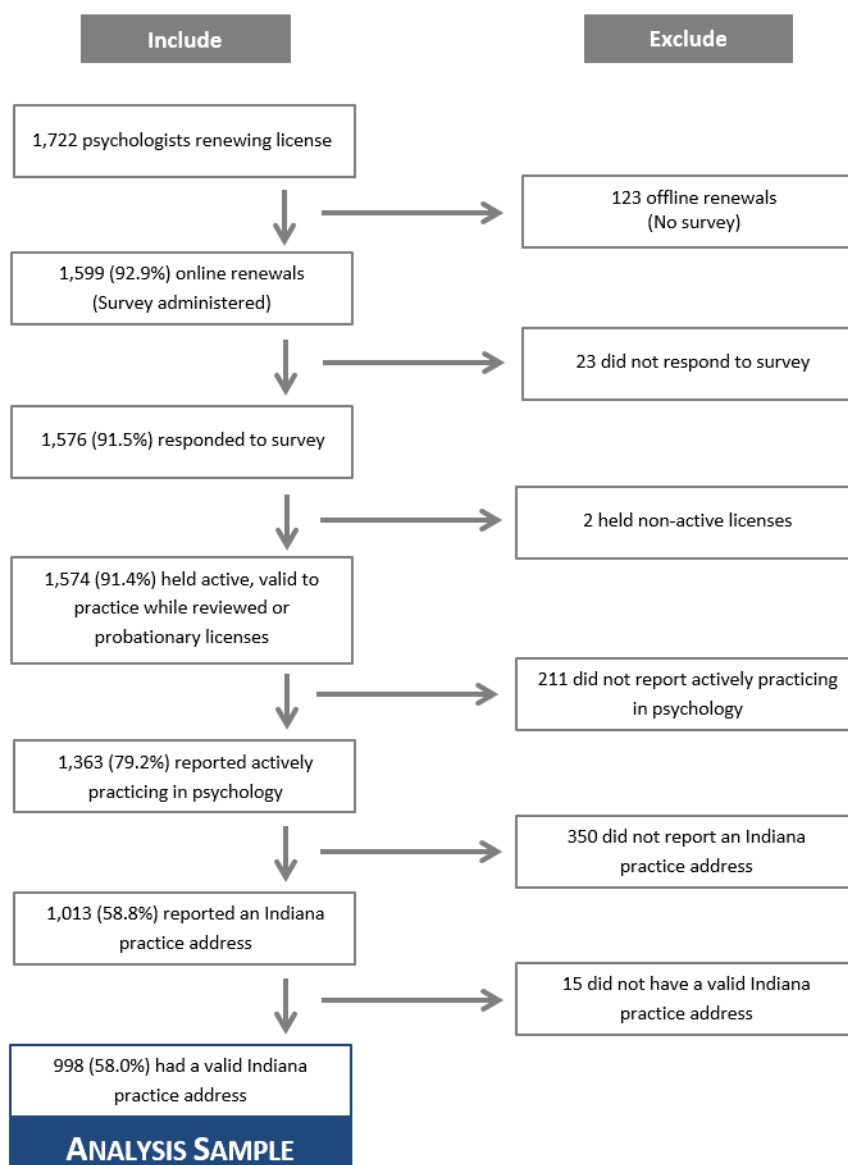 Include
Exclude
1,722 psychologists renewing license
123 offline renewals
(No survey)
1,599 (92.9%) online renewals
(Survey administered)
23 did not respond to survey
1,576 (91.5%) responded to survey
2 held non-active licenses
1,574 (91.4%) held active, valid to
practice while reviewed or
probationary licenses
211 did not report actively practicing
in psychology
1,363 (79.2%) reported actively
practicing in psychology
350 did not report an Indiana
practice address
1,013 (58.8%) reported an Indiana
practice address
15 did not have a valid Indiana
practice address
998 (58.0%) had a valid Indiana
practice address
ANALYSIS SAMPLE